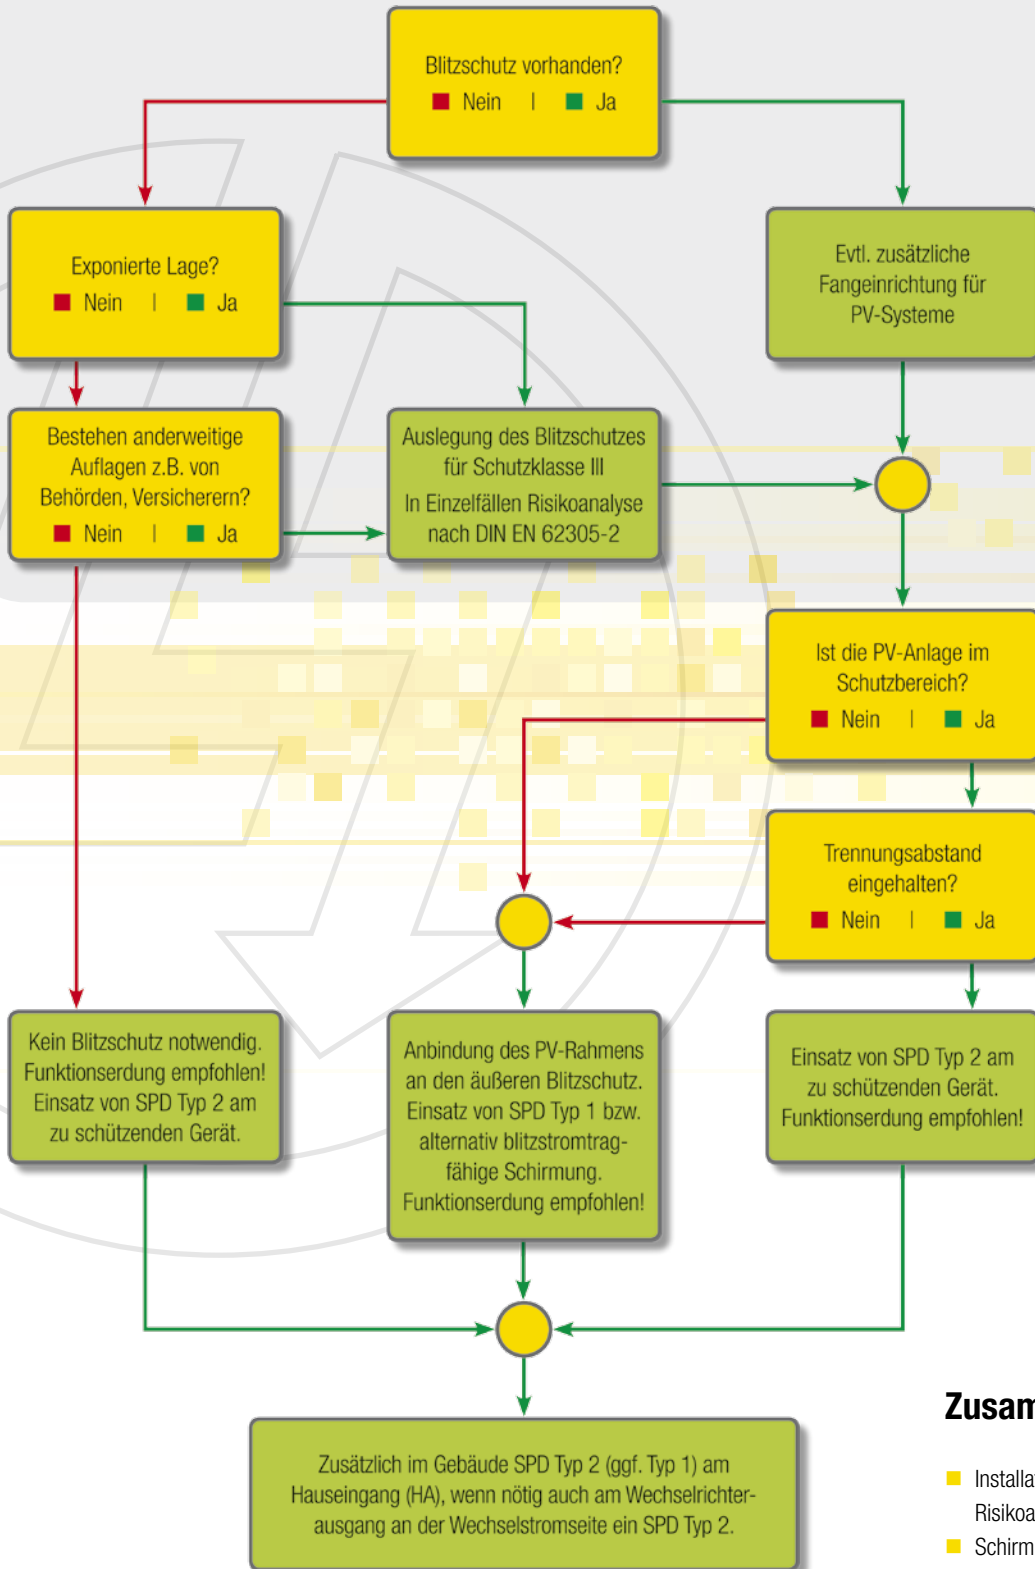 Blitzschutz vorhanden?
Nein | Ja
Exponierte Lage?
Nein | Ja
Evtl. zusätzliche
Fangeinrichtung für
PV-Systeme
Bestehen anderweitige
Auflagen z.B. von
Behörden, Versicherern?
Nein | Ja
Auslegung des Blitzschutzes
für Schutzklasse III
In Einzelfällen Risikoanalyse
nach DIN EN 62305-2
Ist die PV-Anlage im
Schutzbereich?
Nein | Ja
Trennungsabstand
eingehalten?
Nein | Ja
Kein Blitzschutz notwendig.
Funktionserdung empfohlen!
Einsatz von SPD Typ 2 am
zu schützenden Gerät.
Anbindung des PV-Rahmens
an den äußeren Blitzschutz.
Einsatz von SPD Typ 1 bzw.
alternativ blitzstromtrag-
fähige Schirmung.
Funktionserdung empfohlen!
Einsatz von SPD Typ 2 am
zu schützenden Gerät.
Funktionserdung empfohlen!
Zusätzlich im Gebäude SPD Typ 2 (ggf. Typ 1) am
Hauseingang (HA), wenn nötig auch am Wechselrichter-
ausgang an der Wechselstromseite ein SPD Typ 2.
Zusam
Installa
Risikoa
Schirm